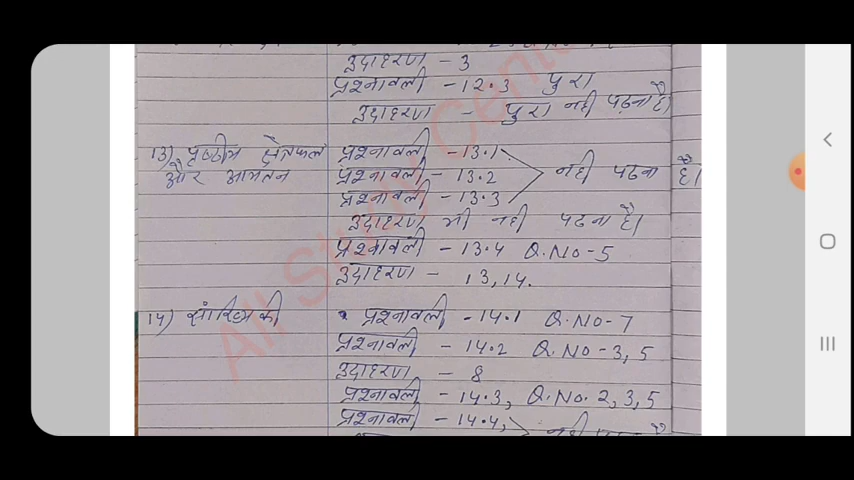 उदाहरण - 3
प्रश्नावली - 12.3 पुरा
उदाहरण - पुरा नही पढ़ना है।
13) पृष्ठीय क्षेत्रफल और आयतन
प्रश्नावली - 13.1
प्रश्नावली - 13.2
प्रश्नावली - 13.3
नही पढना है।
उदाहरण भी नही पढना है।
प्रश्नावली - 13.4 Q.No-5
उदाहरण - 13,14.
14) सांख्यिकी
प्रश्नावली - 14.1 Q.No-7
प्रश्नावली - 14.2 Q.No-3,5
उदाहरण - 8
प्रश्नावली - 14.3, Q.No. 2,3,5
प्रश्नावली - 14.4,